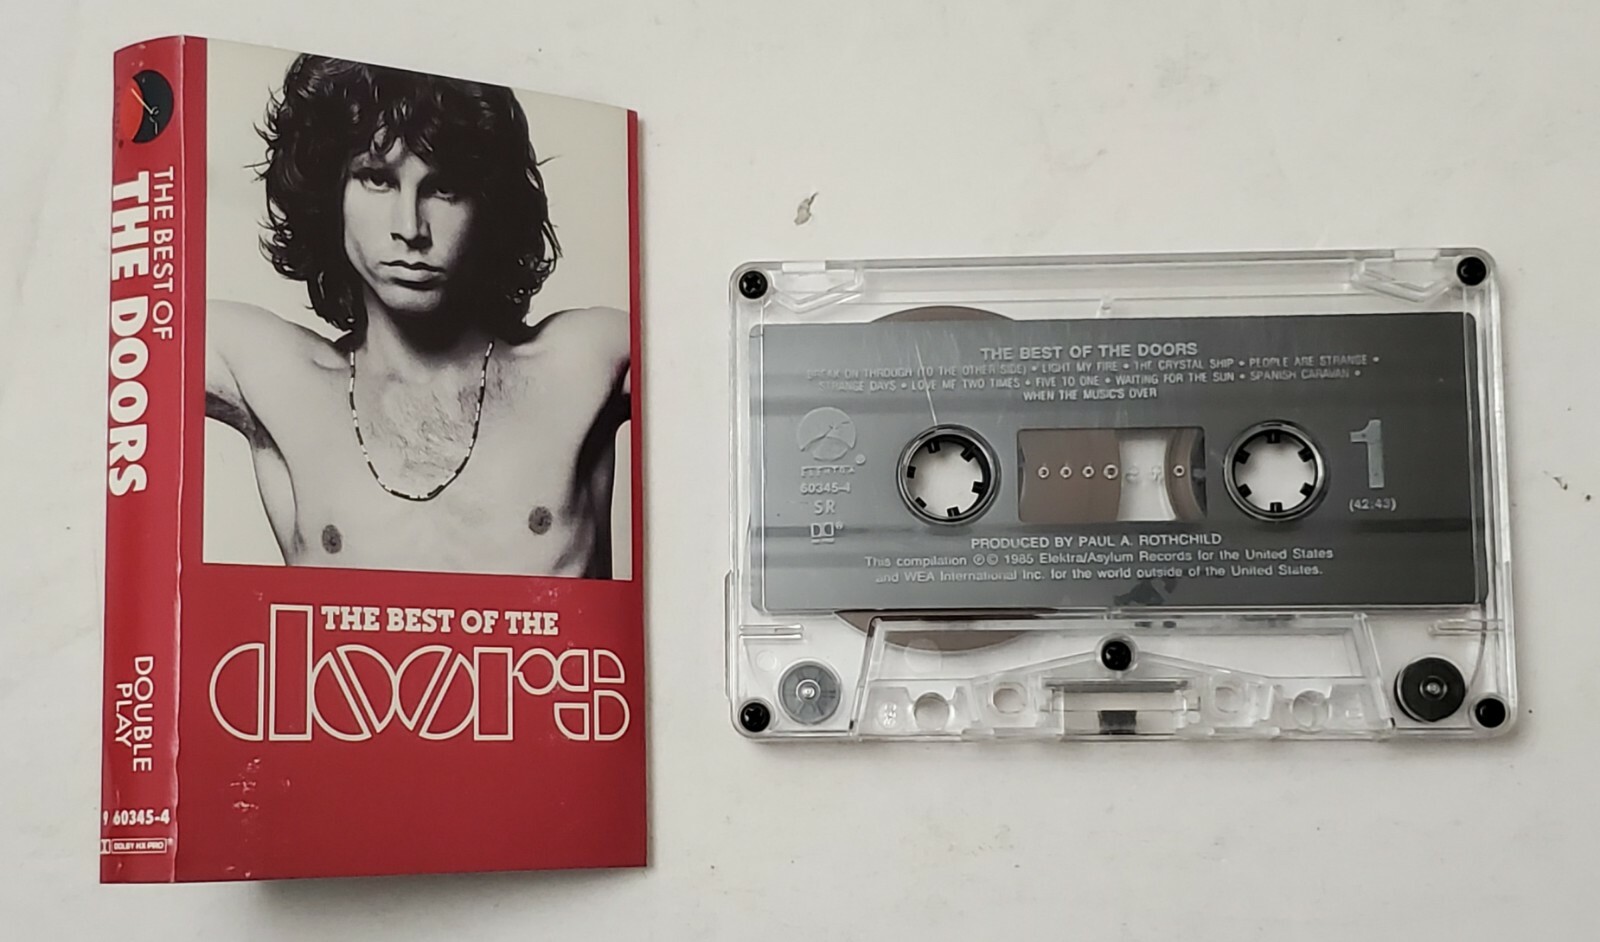 THE BEST OF
THE DOORS
DOUBLE
PLAY
9 60345-4
DOLBY HX PRO
THE BEST OF THE
doors
THE BEST OF THE DOORS
BREAK ON THROUGH (TO THE OTHER SIDE) • LIGHT MY FIRE • THE CRYSTAL SHIP • PEOPLE ARE STRANGE •
STRANGE DAYS • LOVE ME TWO TIMES • FIVE TO ONE • WAITING FOR THE SUN • SPANISH CARAVAN •
WHEN THE MUSIC'S OVER
ELEKTRA®
60345-4
SR
1
(42:43)
PRODUCED BY PAUL A. ROTHCHILD
This compilation ℗ © 1985 Elektra/Asylum Records for the United States
and WEA International Inc. for the world outside of the United States.